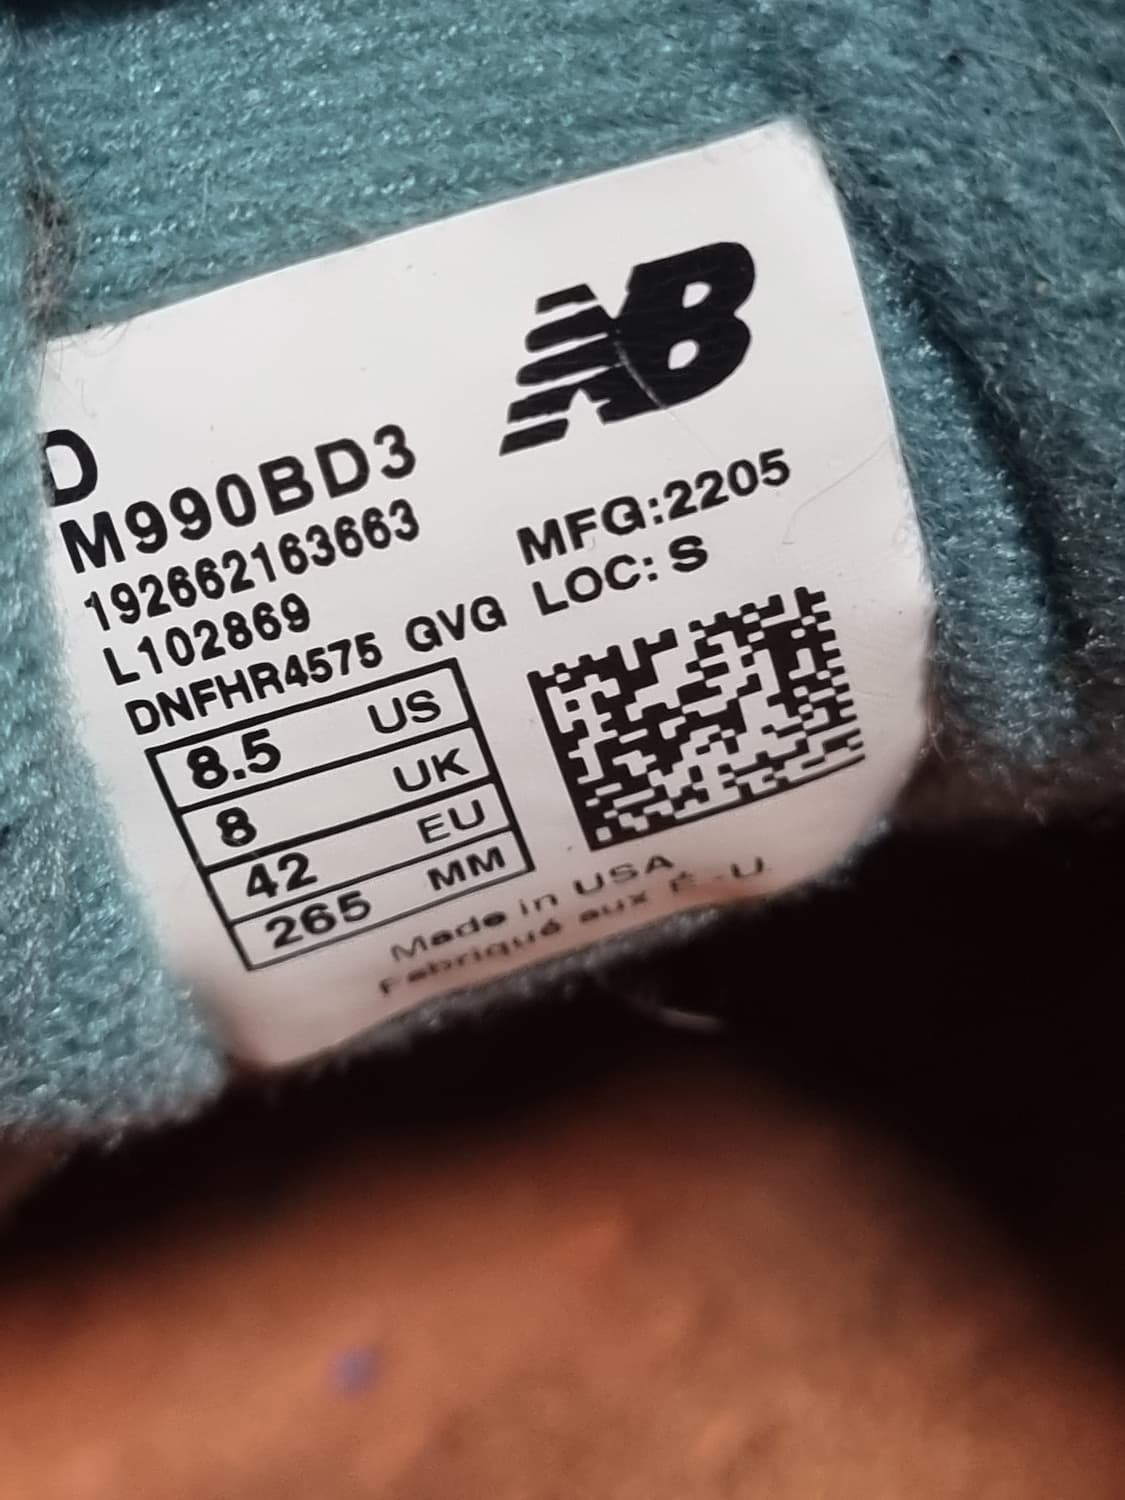 NB
D
M990BD3
192662163663
MFG:2205
L102869
LOC: S
DNFHR4575 QVG
8.5 US
8 UK
42 EU
265 MM
Made in USA
Fabriqué aux É.-U.